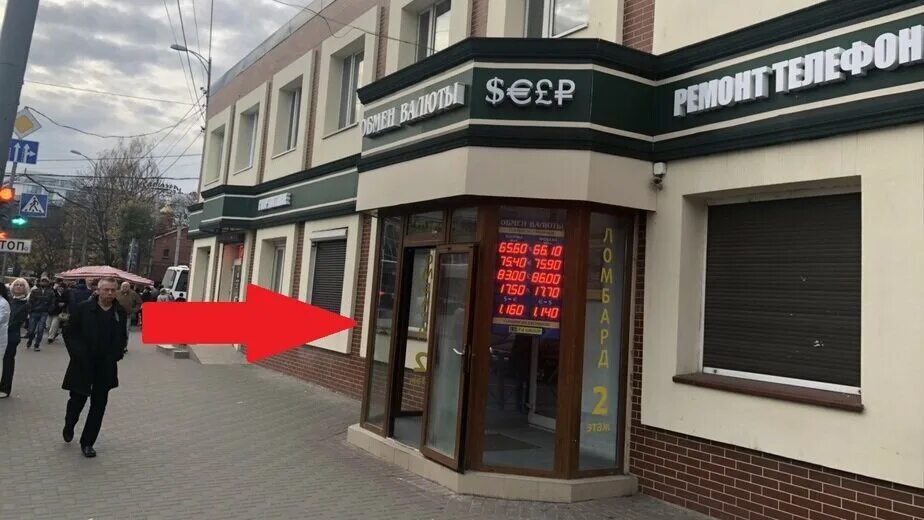 ОБМЕН ВАЛЮТЫ
$€£₽
РЕМОНТ ТЕЛЕФОН
ОБМЕН ВАЛЮТЫ
65.60 66.10
75.40 75.90
83.00 86.00
17.50 17.70
1.160 1.140
ЛОМБАРД
2
этаж
ТОП